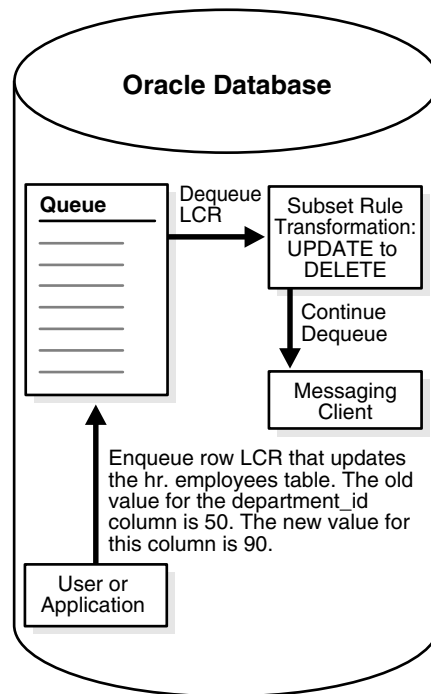 Oracle Database
Queue
Dequeue
LCR
Subset Rule
Transformation:
UPDATE to
DELETE
Continue
Dequeue
Messaging
Client
Enqueue row LCR that updates
the hr. employees table. The old
value for the department_id
column is 50. The new value for
this column is 90.
User or
Application